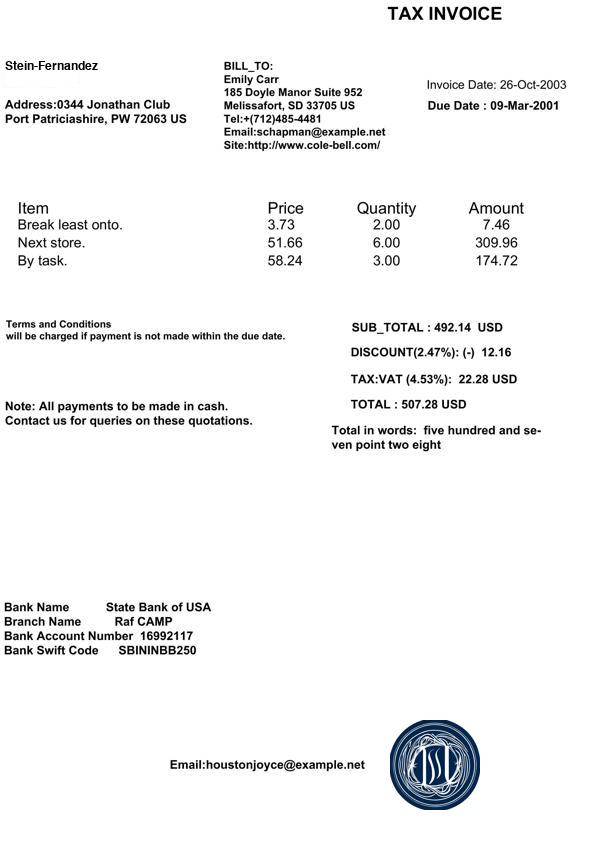 TAX INVOICE
Stein-Fernandez
Address:0344 Jonathan Club
Port Patriciashire, PW 72063 US
BILL_TO:
Emily Carr
185 Doyle Manor Suite 952
Melissafort, SD 33705 US
Tel:+(712)485-4481
Email:schapman@example.net
Site:http://www.cole-bell.com/
Invoice Date: 26-Oct-2003
Due Date : 09-Mar-2001
Item Price Quantity Amount
Break least onto. 3.73 2.00 7.46
Next store. 51.66 6.00 309.96
By task. 58.24 3.00 174.72
Terms and Conditions
will be charged if payment is not made within the due date.
SUB_TOTAL : 492.14 USD
DISCOUNT(2.47%): (-) 12.16
TAX:VAT (4.53%): 22.28 USD
TOTAL : 507.28 USD
Note: All payments to be made in cash.
Contact us for queries on these quotations.
Total in words: five hundred and se-
ven point two eight
Bank Name State Bank of USA
Branch Name Raf CAMP
Bank Account Number 16992117
Bank Swift Code SBININBB250
Email:houstonjoyce@example.net